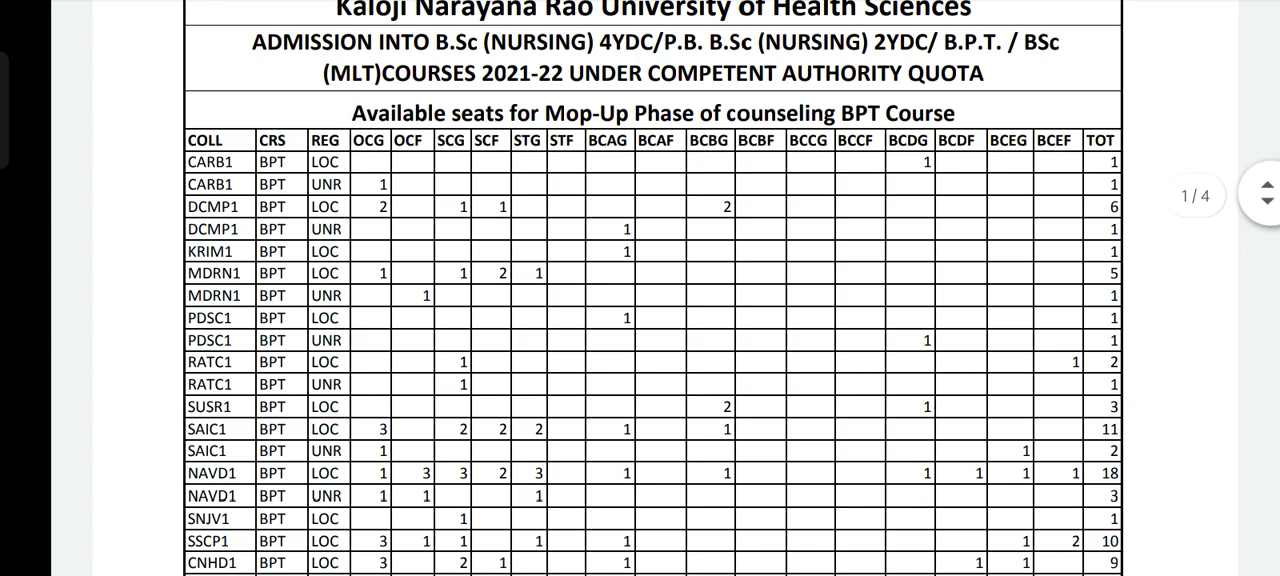 Kaloji Narayana Rao University of Health Sciences
ADMISSION INTO B.Sc (NURSING) 4YDC/P.B. B.Sc (NURSING) 2YDC/ B.P.T. / BSc
(MLT)COURSES 2021-22 UNDER COMPETENT AUTHORITY QUOTA
Available seats for Mop-Up Phase of counseling BPT Course
COLL CRS REG OCG OCF SCG SCF STG STF BCAG BCAF BCBG BCBF BCCG BCCF BCDG BCDF BCEG BCEF TOT
CARB1 BPT LOC 1 1
CARB1 BPT UNR 1 1
1 / 4
DCMP1 BPT LOC 2 1 1 2 6
DCMP1 BPT UNR 1 1
KRIM1 BPT LOC 1 1
MDRN1 BPT LOC 1 1 2 1 5
MDRN1 BPT UNR 1 1
PDSC1 BPT LOC 1 1
PDSC1 BPT UNR 1 1
RATC1 BPT LOC 1 1 2
RATC1 BPT UNR 1 1
SUSR1 BPT LOC 2 1 3
SAIC1 BPT LOC 3 2 2 2 1 1 11
SAIC1 BPT UNR 1 1 2
NAVD1 BPT LOC 1 3 3 2 3 1 1 1 1 1 1 18
NAVD1 BPT UNR 1 1 1 3
SNJV1 BPT LOC 1 1
SSCP1 BPT LOC 3 1 1 1 1 1 2 10
CNHD1 BPT LOC 3 2 1 1 1 1 9